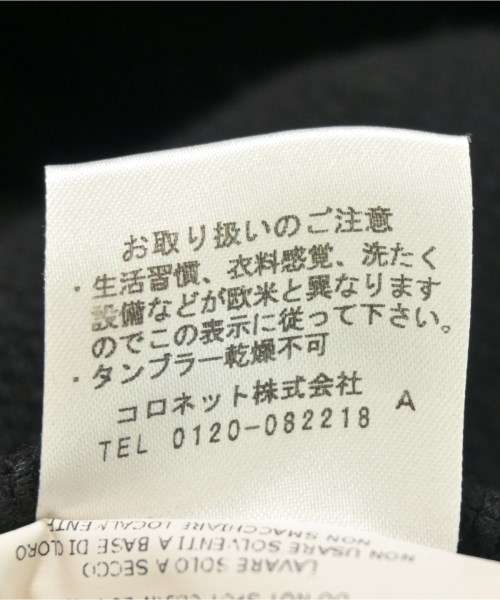 お取り扱いのご注意
・生活習慣、衣料感覚、洗たく
設備などが欧米と異なります
のでこの表示に従って下さい。
・タンブラー乾燥不可
コロネット株式会社
TEL 0120-082218 A
LAVARE SOLO A SECCO)
NON USARE SOLVENTI A BASE DI CLORO
NON SMACCHIARE LOCALMENTE